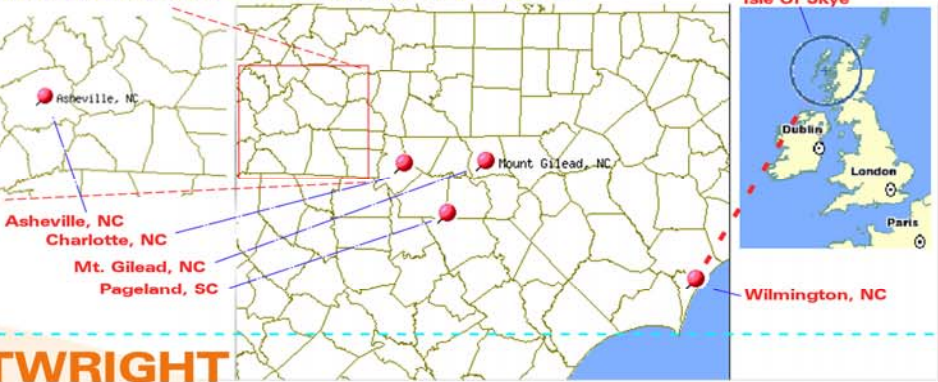 Isle Of Skye
Asheville, NC
Mount Gilead, NC
Dublin
London
Paris
Asheville, NC
Charlotte, NC
Mt. Gilead, NC
Pageland, SC
Wilmington, NC
TWRIGHT